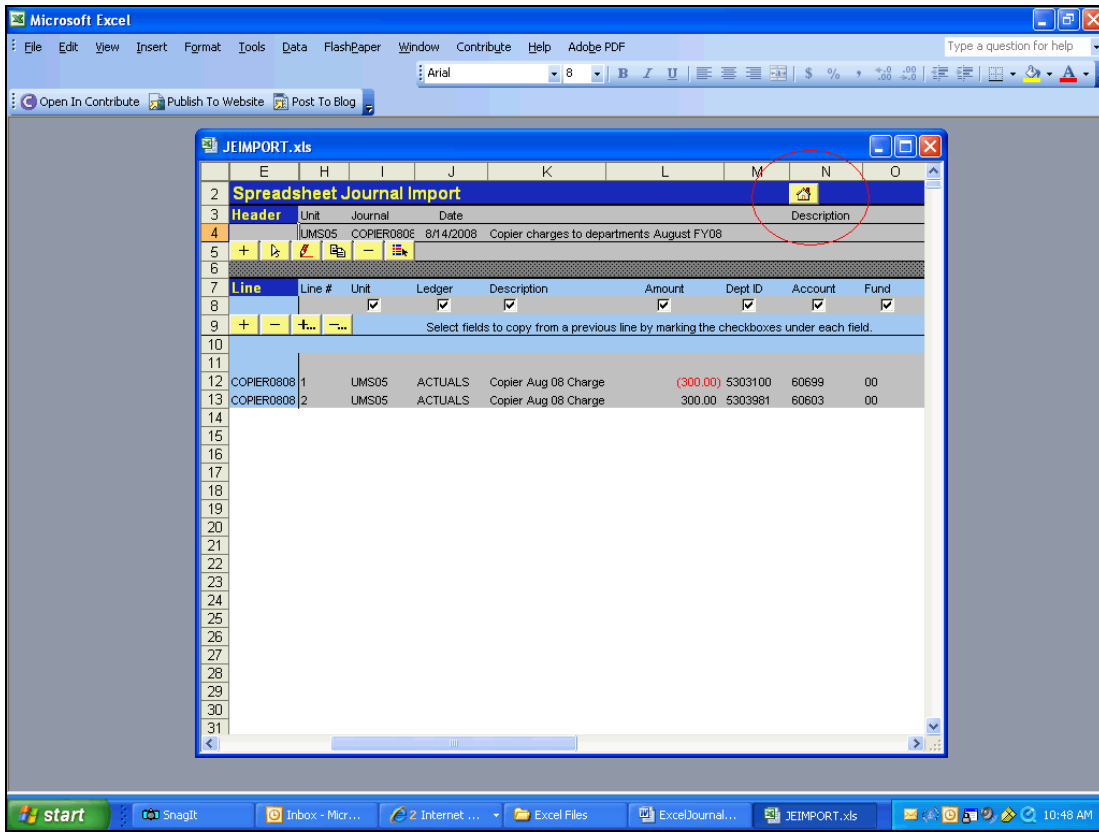 Microsoft Excel
File Edit View Insert Format Tools Data FlashPaper Window Contribute Help Adobe PDF Type a question for help
Arial 8 B I U $ % ,
Open In Contribute Publish To Website Post To Blog
JEIMPORT.xls
E H I J K L M N O
2 Spreadsheet Journal Import
3 Header Unit Journal Date Description
4 UMS05 COPIER0808 8/14/2008 Copier charges to departments August FY08
5
6
7 Line Line # Unit Ledger Description Amount Dept ID Account Fund
8
9 Select fields to copy from a previous line by marking the checkboxes under each field.
10
11
12 COPIER0808 1 UMS05 ACTUALS Copier Aug 08 Charge (300.00) 5303100 60699 00
13 COPIER0808 2 UMS05 ACTUALS Copier Aug 08 Charge 300.00 5303981 60603 00
14
15
16
17
18
19
20
21
22
23
24
25
26
27
28
29
30
31
start SnagIt Inbox - Micr... 2 Internet ... Excel Files ExcelJournal... JEIMPORT.xls 10:48 AM